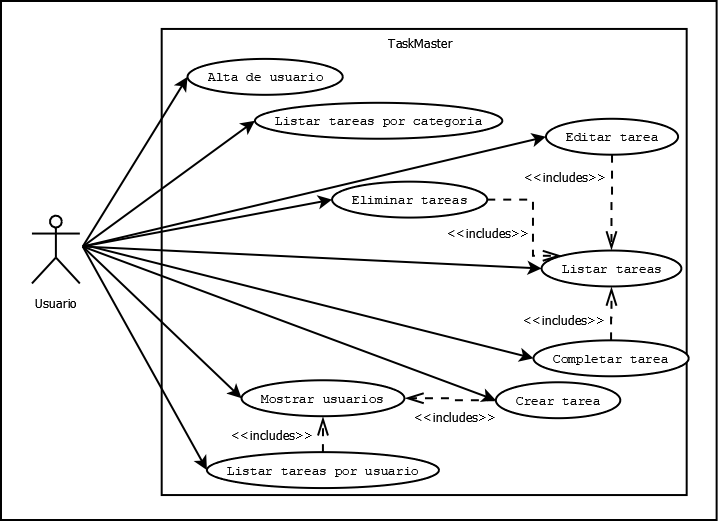 TaskMaster
Alta de usuario
Listar tareas por categoria
Editar tarea
<<includes>>
Eliminar tareas
<<includes>>
Listar tareas
Usuario
<<includes>>
Completar tarea
Mostrar usuarios
Crear tarea
<<includes>>
<<includes>>
Listar tareas por usuario